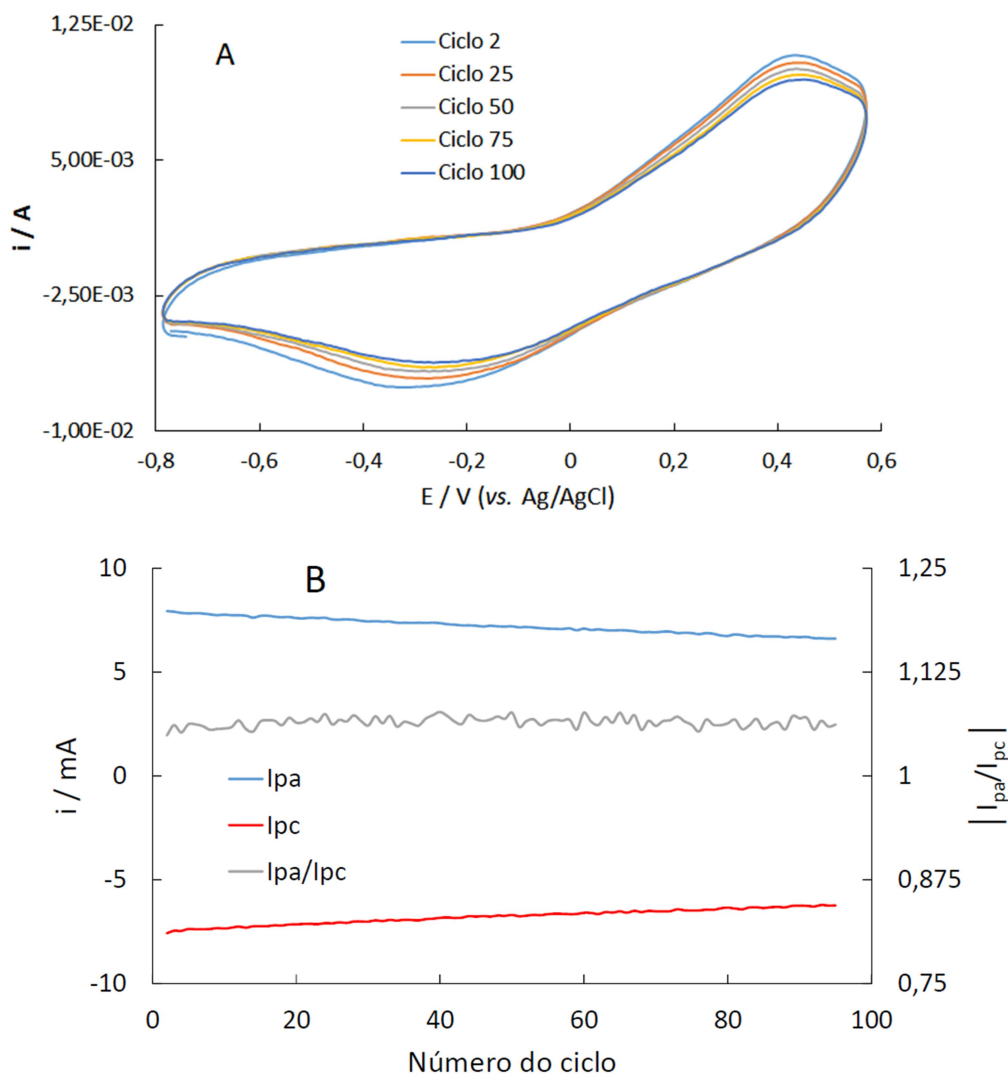 1,25E-02
A
Ciclo 2
Ciclo 25
Ciclo 50
Ciclo 75
Ciclo 100
5,00E-03
i / A
-2,50E-03
-1,00E-02
-0,8 -0,6 -0,4 -0,2 0 0,2 0,4 0,6
E / V (vs. Ag/AgCl)
B
10 1,25
5 1,125
0 1
-5 0,875
-10 0,75
i / mA
| Ipa/Ipc |
Ipa
Ipc
Ipa/Ipc
0 20 40 60 80 100
Número do ciclo